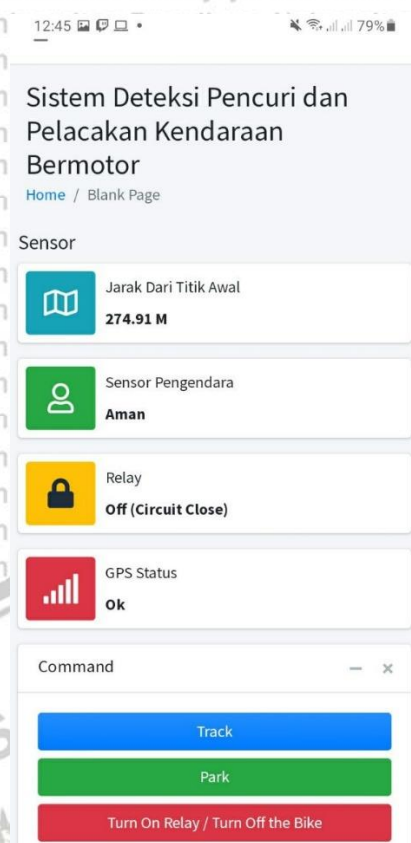 12:45
79%
Sistem Deteksi Pencuri dan
Pelacakan Kendaraan
Bermotor
Home / Blank Page
Sensor
Jarak Dari Titik Awal
274.91 M
Sensor Pengendara
Aman
Relay
Off (Circuit Close)
GPS Status
Ok
Command
Track
Park
Turn On Relay / Turn Off the Bike